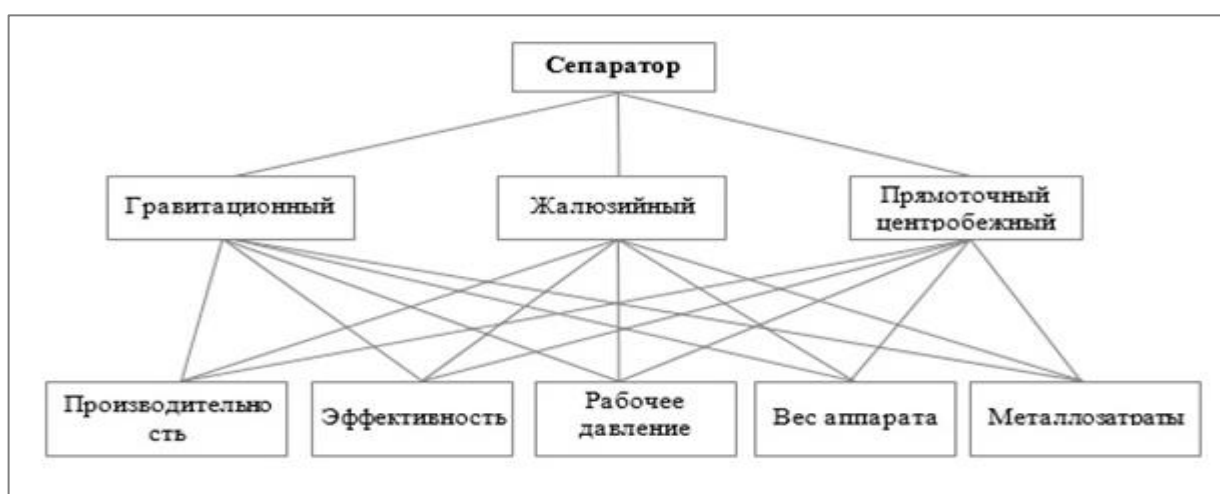 Сепаратор
Гравитационный
Жалюзийный
Прямоточный
центробежный
Производительно
сть
Эффективность
Рабочее
давление
Вес аппарата
Металлозатраты